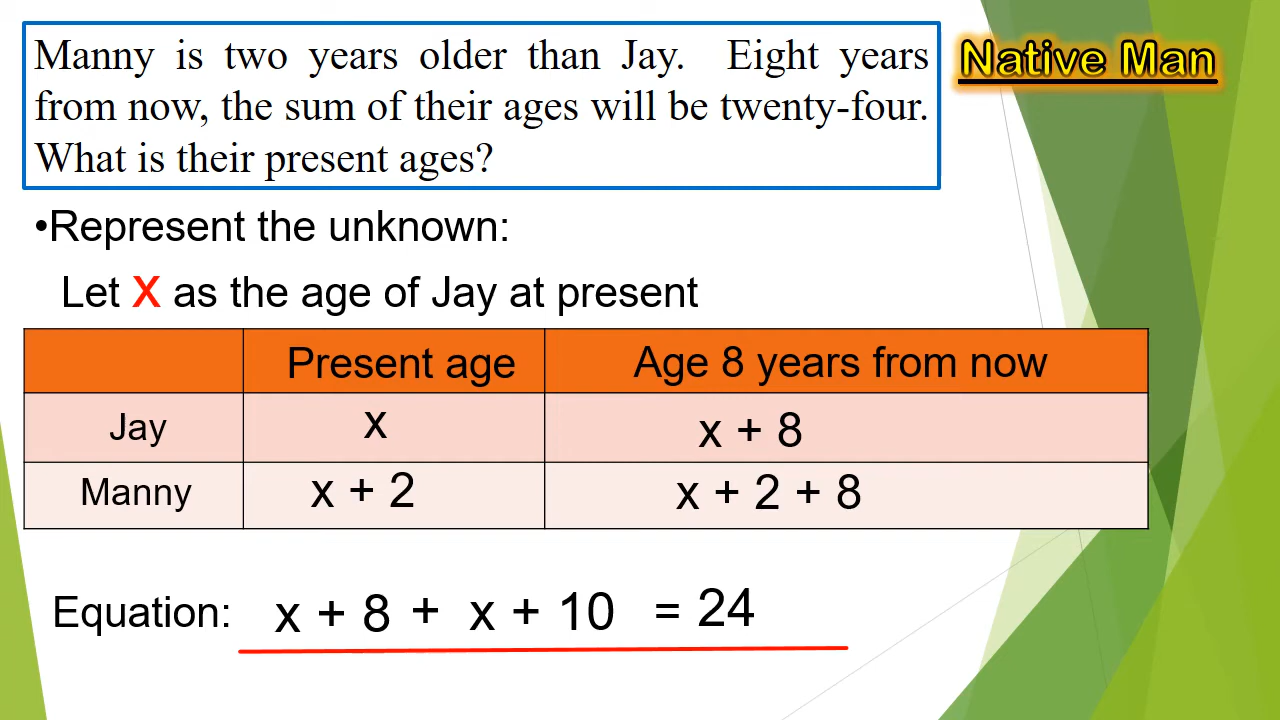 Manny is two years older than Jay. Eight years
from now, the sum of their ages will be twenty-four.
What is their present ages?
Native Man
•Represent the unknown:
Let x as the age of Jay at present
Present age Age 8 years from now
Jay x x + 8
Manny x + 2 x + 2 + 8
Equation: x + 8 + x + 10 = 24